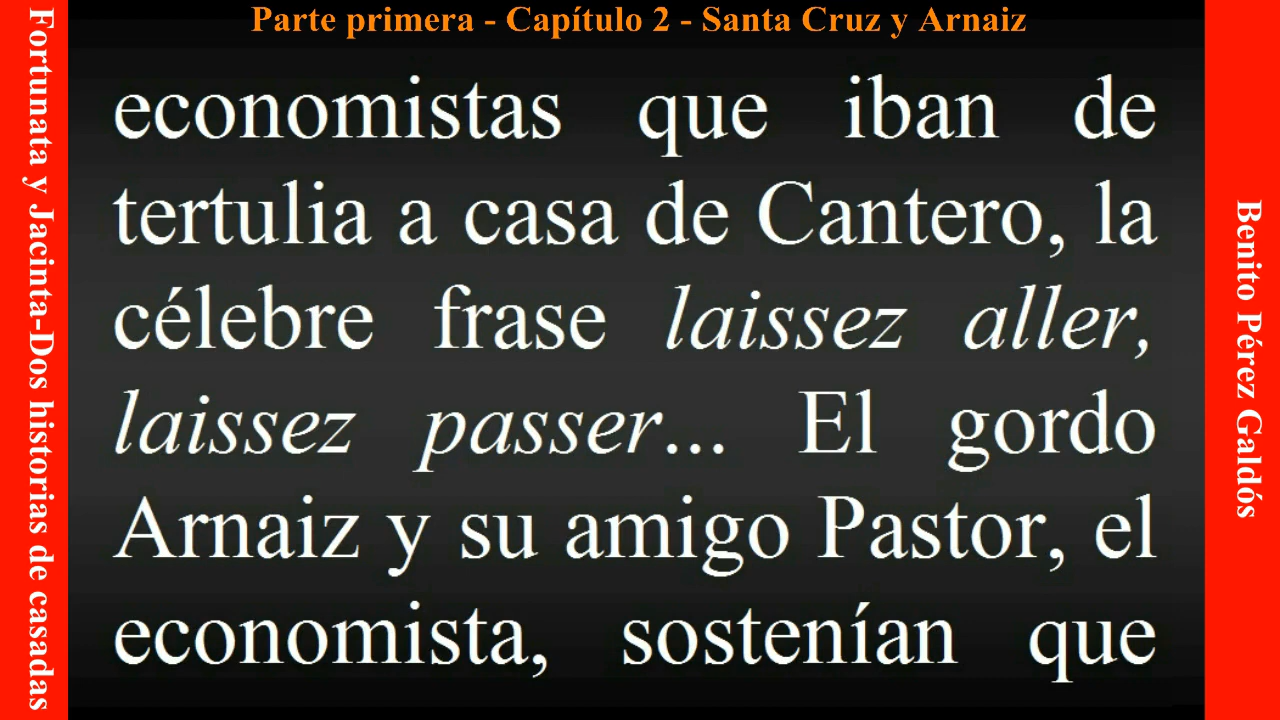 Parte primera - Capítulo 2 - Santa Cruz y Arnaiz
Fortunata y Jacinta-Dos historias de casadas
economistas que iban de
tertulia a casa de Cantero, la
célebre frase laissez aller,
laissez passer... El gordo
Arnaiz y su amigo Pastor, el
economista, sostenían que
Benito Pérez Galdós